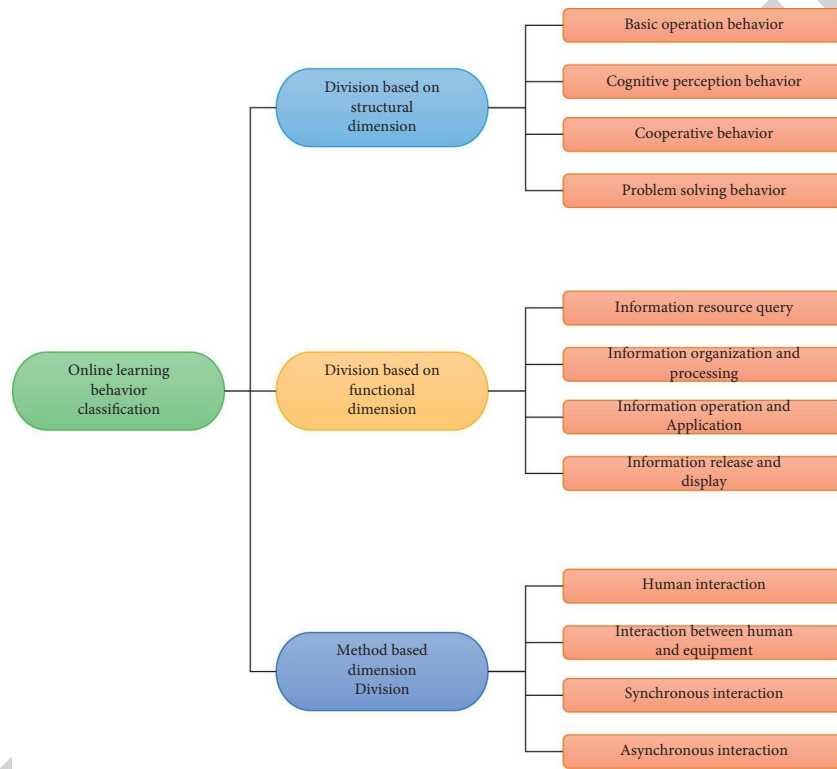 Online learning
behavior
classification
Division based on
structural
dimension
Basic operation behavior
Cognitive perception behavior
Cooperative behavior
Problem solving behavior
Division based on
functional
dimension
Information resource query
Information organization and
processing
Information operation and
Application
Information release and
display
Method based
dimension
Division
Human interaction
Interaction between human
and equipment
Synchronous interaction
Asynchronous interaction